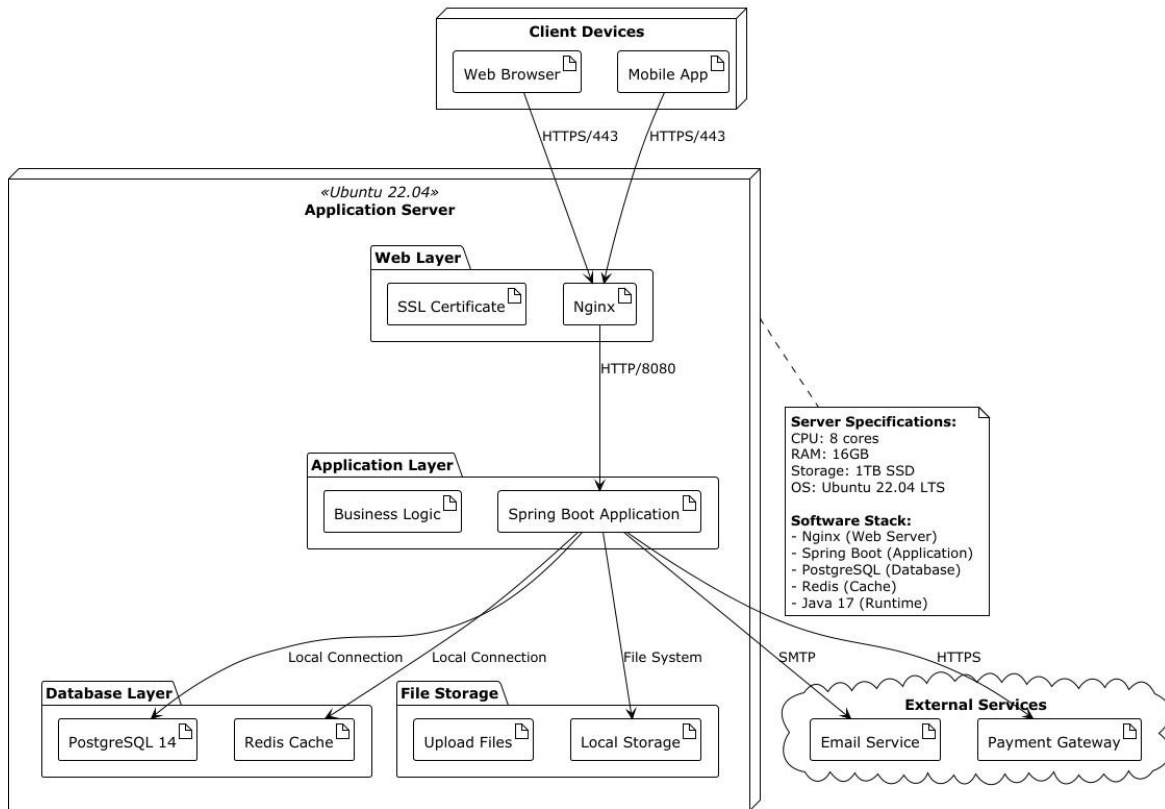 Client Devices
Web Browser
Mobile App
HTTPS/443
HTTPS/443
«Ubuntu 22.04»
Application Server
Web Layer
SSL Certificate
Nginx
HTTP/8080
Server Specifications:
CPU: 8 cores
RAM: 16GB
Storage: 1TB SSD
OS: Ubuntu 22.04 LTS
Software Stack:
- Nginx (Web Server)
- Spring Boot (Application)
- PostgreSQL (Database)
- Redis (Cache)
- Java 17 (Runtime)
Application Layer
Business Logic
Spring Boot Application
Local Connection
Local Connection
File System
SMTP
HTTPS
Database Layer
PostgreSQL 14
Redis Cache
File Storage
Upload Files
Local Storage
External Services
Email Service
Payment Gateway